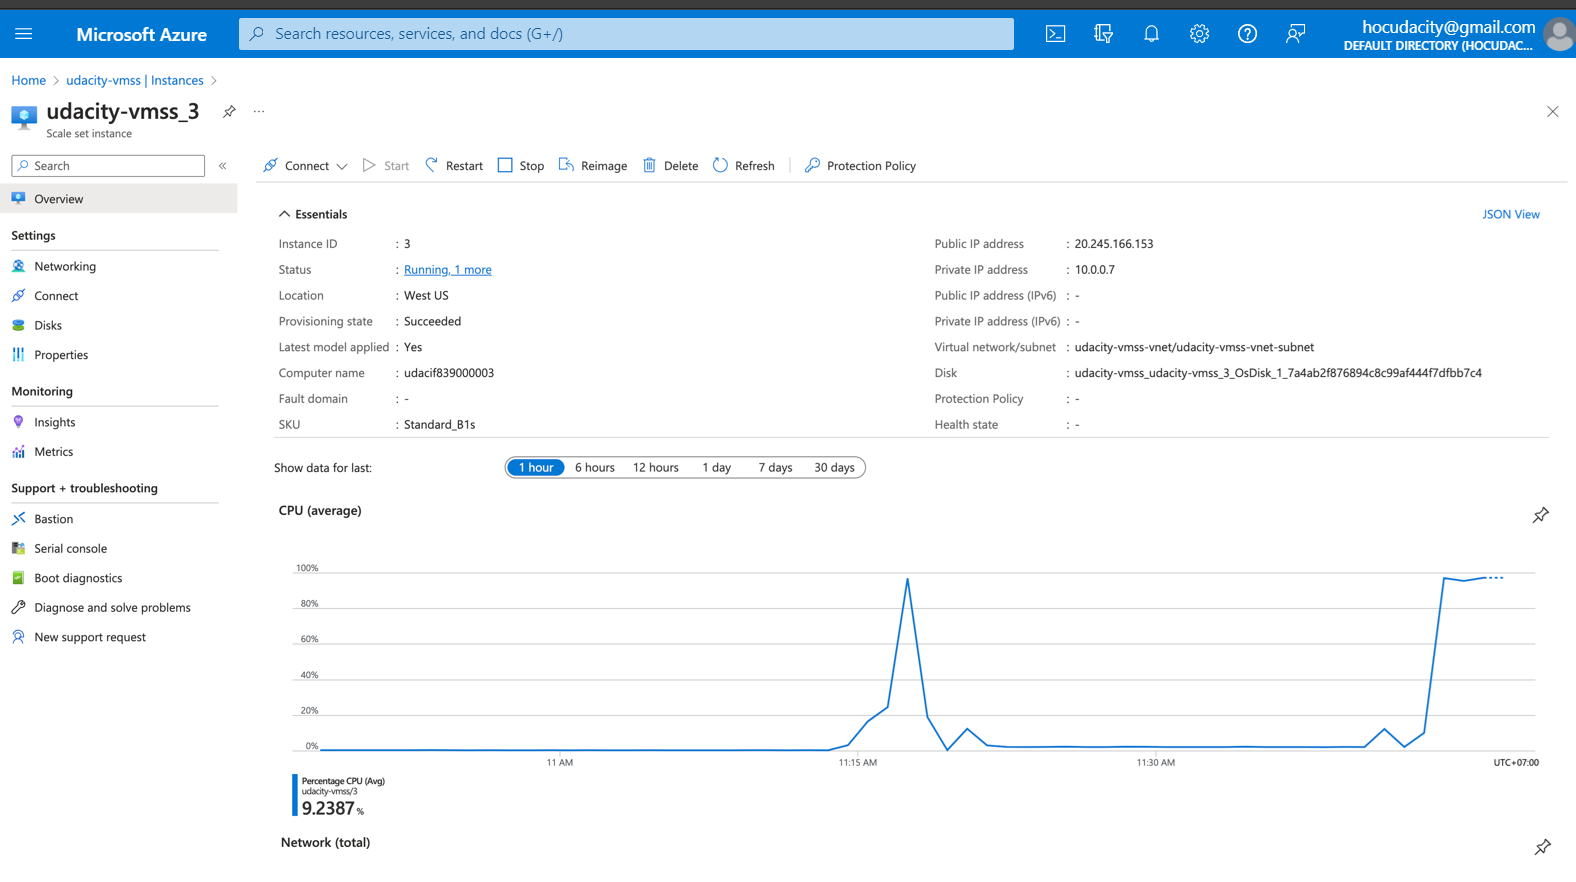 Microsoft Azure
Search resources, services, and docs (G+/)
hocudacity@gmail.com
DEFAULT DIRECTORY (HOCUDAC...
Home > udacity-vmss | Instances >
udacity-vmss_3
...
Scale set instance
Search
«
Connect
Start
Restart
Stop
Reimage
Delete
Refresh
Protection Policy
Overview
Settings
Networking
Connect
Disks
Properties
Monitoring
Insights
Metrics
Support + troubleshooting
Bastion
Serial console
Boot diagnostics
Diagnose and solve problems
New support request
Essentials
JSON View
Instance ID : 3
Status : Running, 1 more
Location : West US
Provisioning state : Succeeded
Latest model applied : Yes
Computer name : udacif839000003
Fault domain : -
SKU : Standard_B1s
Public IP address : 20.245.166.153
Private IP address : 10.0.0.7
Public IP address (IPv6) : -
Private IP address (IPv6) : -
Virtual network/subnet : udacity-vmss-vnet/udacity-vmss-vnet-subnet
Disk : udacity-vmss_udacity-vmss_3_OsDisk_1_7a4ab2f876894c8c99af444f7dfbb7c4
Protection Policy : -
Health state : -
Show data for last:
1 hour
6 hours
12 hours
1 day
7 days
30 days
CPU (average)
100%
80%
60%
40%
20%
0%
11 AM
11:15 AM
11:30 AM
UTC+07:00
Percentage CPU (Avg)
udacity-vmss/3
9.2387 %
Network (total)